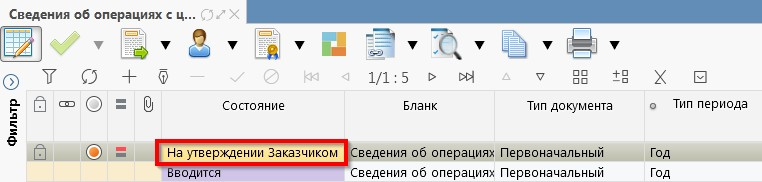 Сведения об операциях с ц...
1/1 : 5
Фильтр
Состояние Бланк Тип документа Тип периода
На утверждении Заказчиком Сведения об операциях Первоначальный Год
Вводится Сведения об операциях Первоначальный Год